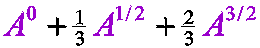 A^0 + 1/3 A^{1/2} + 2/3 A^{3/2}